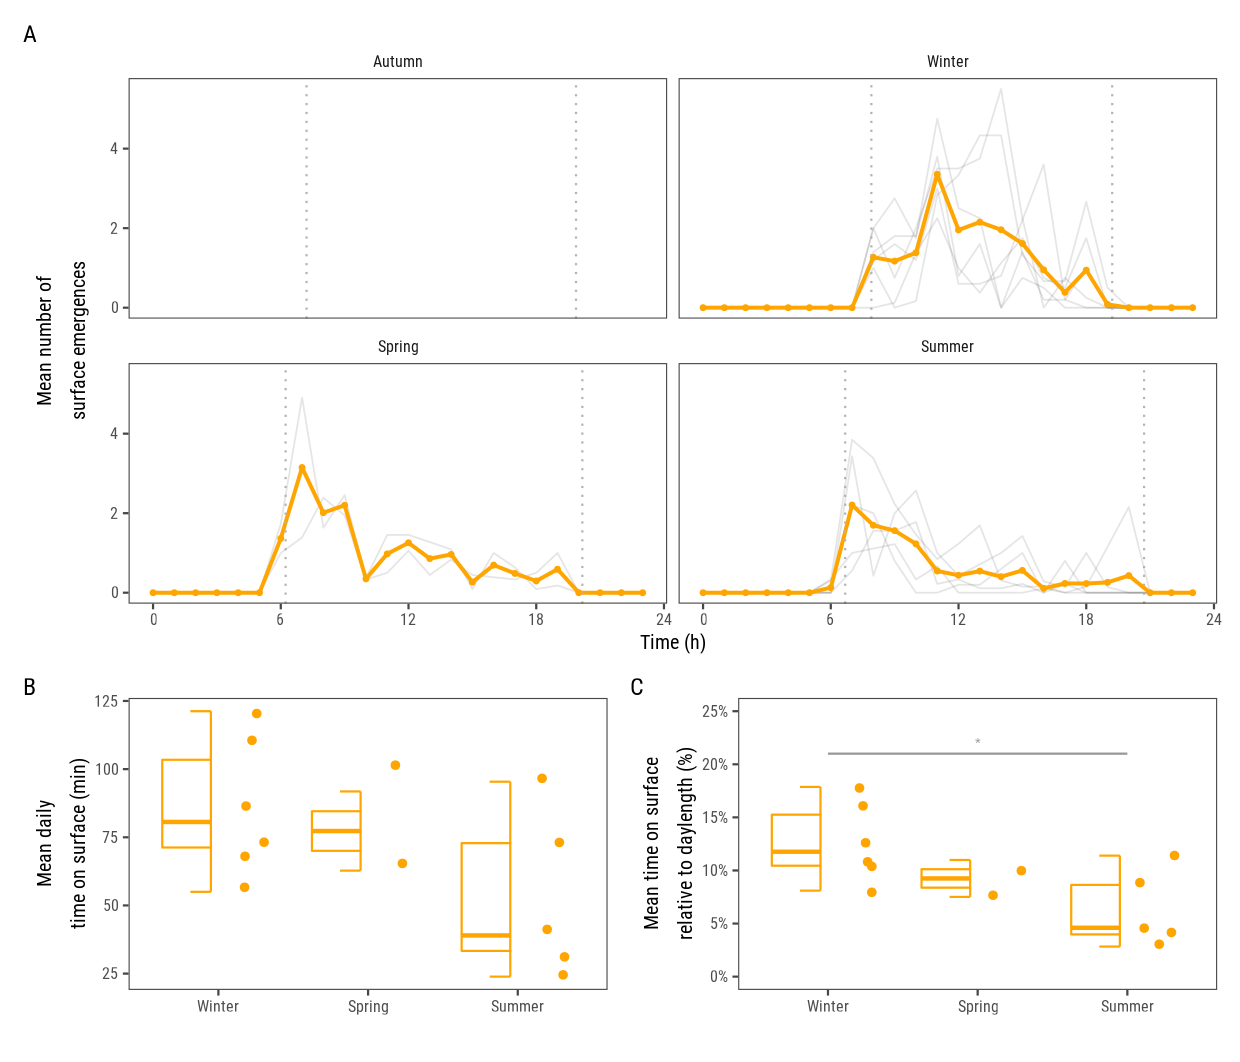 A
Autumn
Winter
4
2
0
Mean number of
surface emergences
Spring
Summer
4
2
0
0
6
12
18
24
0
6
12
18
24
Time (h)
B
125
100
75
50
25
Mean daily
time on surface (min)
Winter
Spring
Summer
C
25%
20%
15%
10%
5%
0%
Mean time on surface
relative to daylength (%)
*
Winter
Spring
Summer